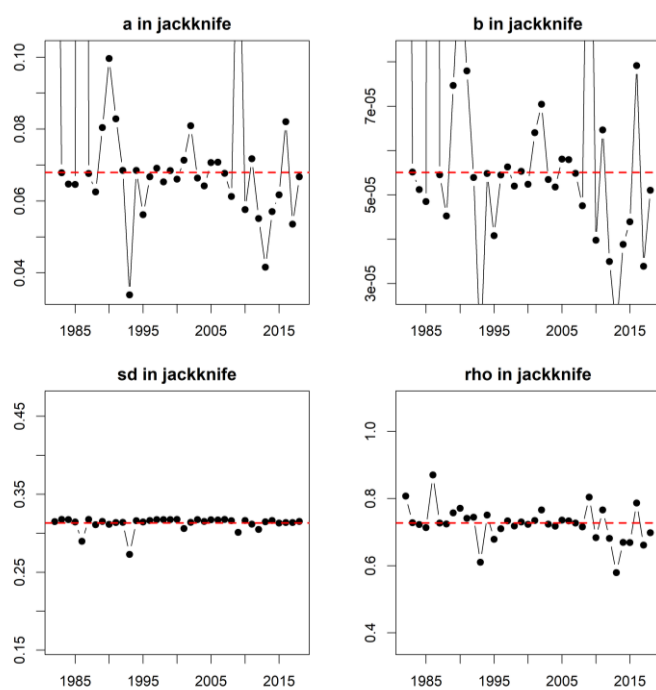 a in jackknife
b in jackknife
0.10
0.08
0.06
0.04
7e-05
5e-05
3e-05
1985 1995 2005 2015
1985 1995 2005 2015
sd in jackknife
rho in jackknife
0.45
0.35
0.25
0.15
1.0
0.8
0.6
0.4
1985 1995 2005 2015
1985 1995 2005 2015